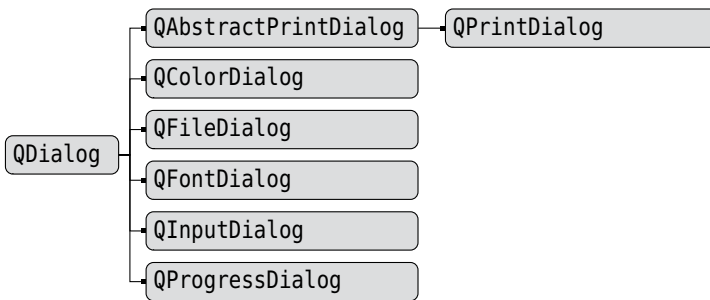 QAbstractPrintDialog
QPrintDialog
QColorDialog
QFileDialog
QDialog
QFontDialog
QInputDialog
QProgressDialog